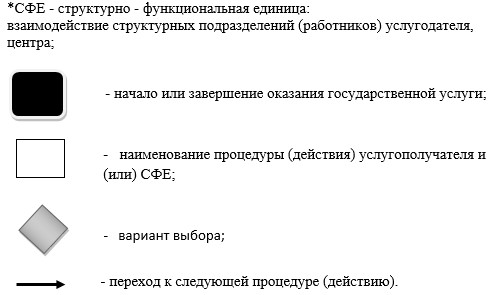 *СФЕ - структурно - функциональная единица:
взаимодействие структурных подразделений (работников) услугодателя,
центра;
- начало или завершение оказания государственной услуги;
- наименование процедуры (действия) услугополучателя и
(или) СФЕ;
- вариант выбора;
- переход к следующей процедуре (действию).